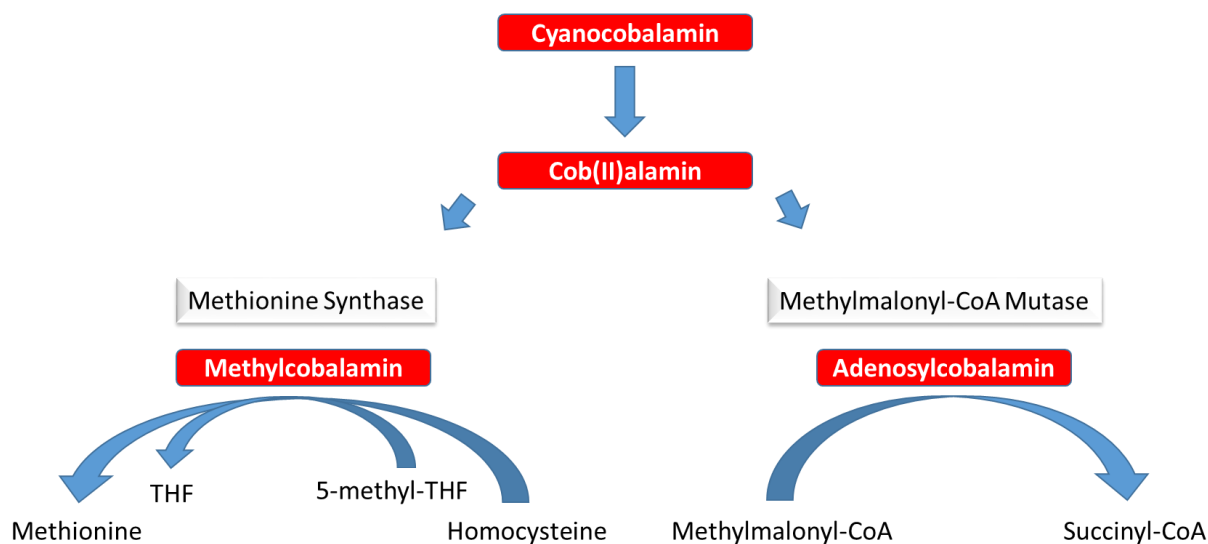 Cyanocobalamin
Cob(II)alamin
Methionine Synthase
Methylmalonyl-CoA Mutase
Methylcobalamin
Adenosylcobalamin
THF
5-methyl-THF
Methionine
Homocysteine
Methylmalonyl-CoA
Succinyl-CoA